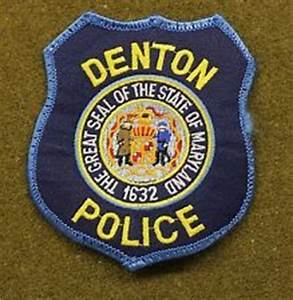 DENTON
THE GREAT SEAL OF THE STATE OF MARYLAND
1632
POLICE